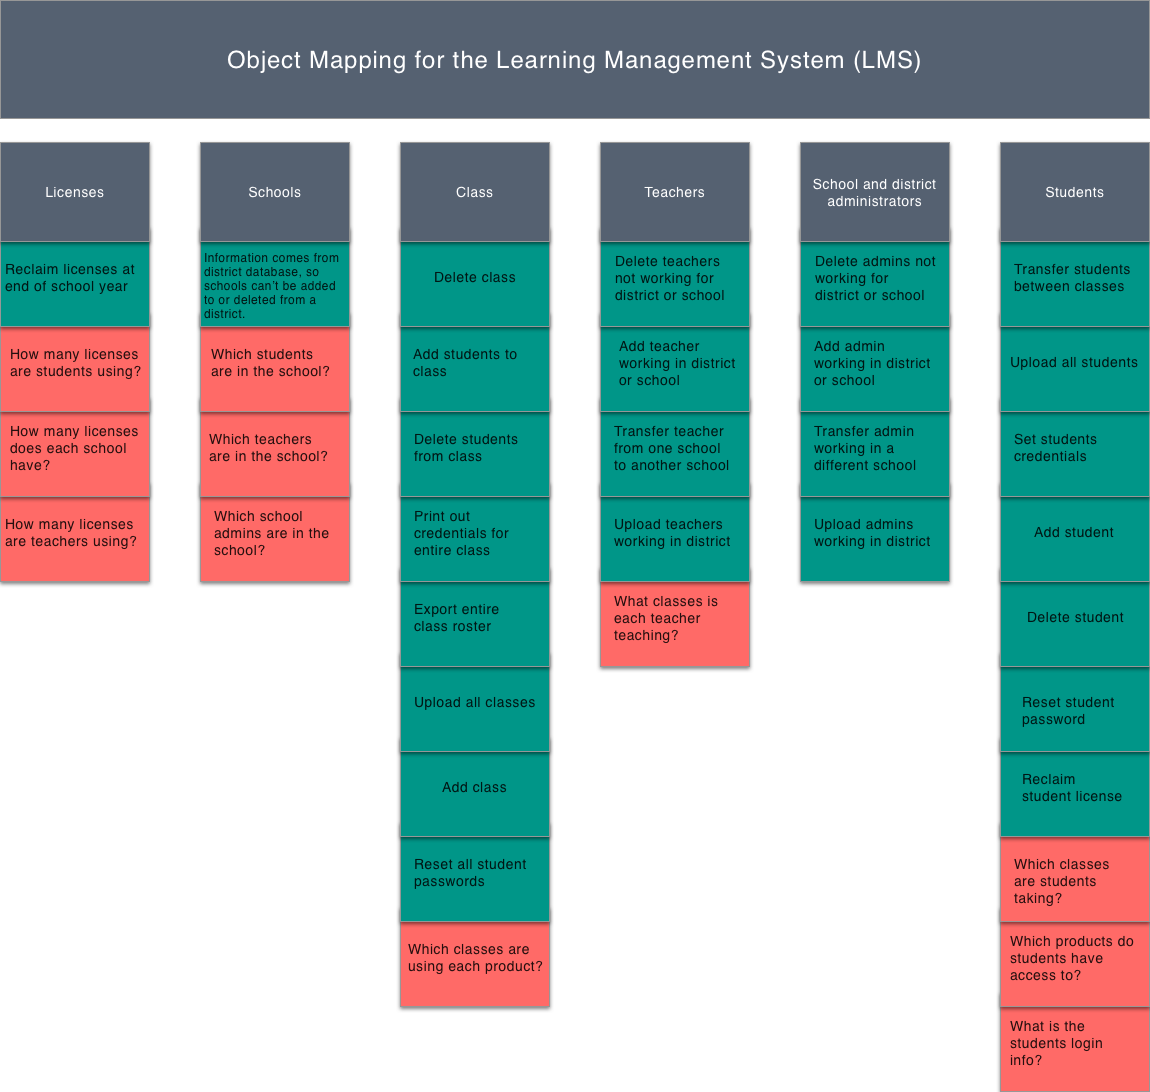 Object Mapping for the Learning Management System (LMS)
Licenses
Reclaim licenses at
end of school year
How many licenses
are students using?
How many licenses
does each school
have?
How many licenses
are teachers using?
Schools
Information comes from
district database, so
schools can't be added
to or deleted from a
district.
Which students
are in the school?
Which teachers
are in the school?
Which school
admins are in the
school?
Class
Delete class
Add students to
class
Delete students
from class
Print out
credentials for
entire class
Export entire
class roster
Upload all classes
Add class
Reset all student
passwords
Which classes are
using each product?
Teachers
Delete teachers
not working for
district or school
Add teacher
working in district
or school
Transfer teacher
from one school
to another school
Upload teachers
working in district
What classes is
each teacher
teaching?
School and district
administrators
Delete admins not
working for
district or school
Add admin
working in district
or school
Transfer admin
working in a
different school
Upload admins
working in district
Students
Transfer students
between classes
Upload all students
Set students
credentials
Add student
Delete student
Reset student
password
Reclaim
student license
Which classes
are students
taking?
Which products do
students have
access to?
What is the
students login
info?